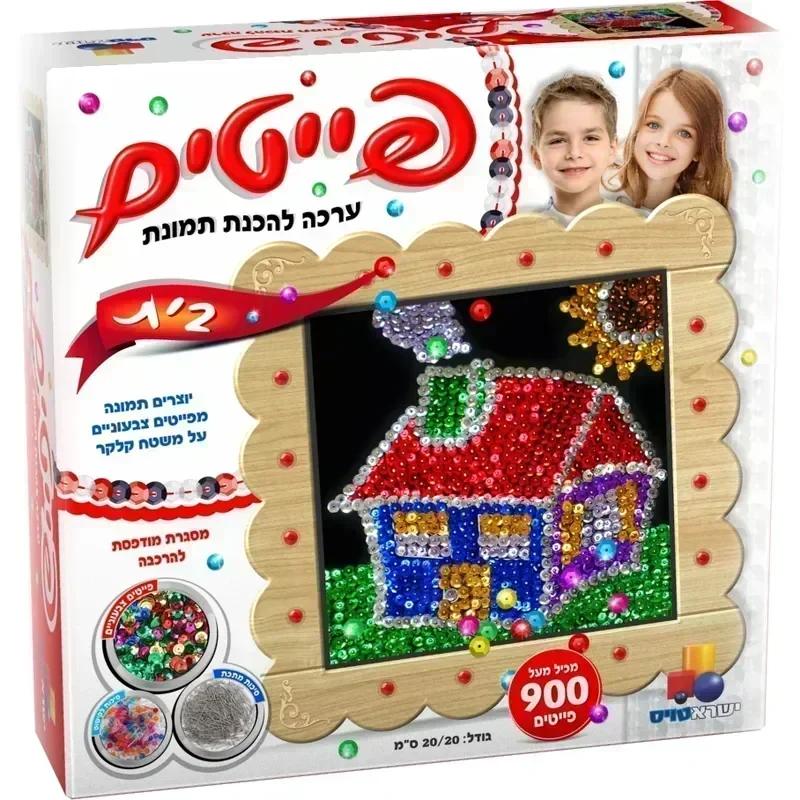 פייטים
ערכה להכנת תמונת
בית
יוצרים תמונה
מפייטים צבעוניים
על משטח קלקר
מסגרת מודפסת
להרכבה
פייטים צבעוניים
סיכות מתכת
מכיל מעל
900
פייטים
גודל: 20/20 ס"מ
ישראטויס